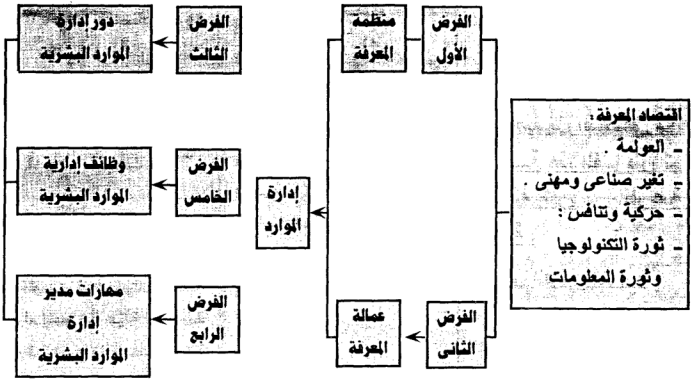 اقتصاد المعرفة:
- العولمة .
- تغير صناعى ومهنى .
- حركية وتنافس :
- ثورة التكنولوجيا
وثورة المعلومات
الفرض
الأول
منظمة
المعرفة
الفرض
الثانى
عمالة
المعرفة
إدارة
الموارد
الفرض
الثالث
دور إدارة
الموارد البشرية
الفرض
الخامس
وظائف إدارية
الموارد البشرية
الفرض
الرابع
مهارات مدير
إدارة
الموارد البشرية